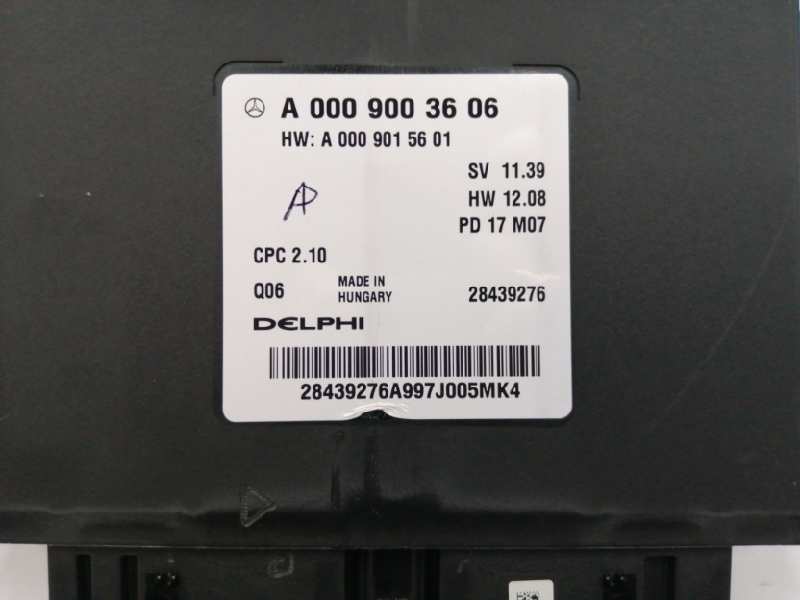 A 000 900 36 06
HW: A 000 901 56 01
SV 11.39
HW 12.08
PD 17 M07
CPC 2.10
Q06
MADE IN
HUNGARY
28439276
DELPHI
28439276A997J005MK4